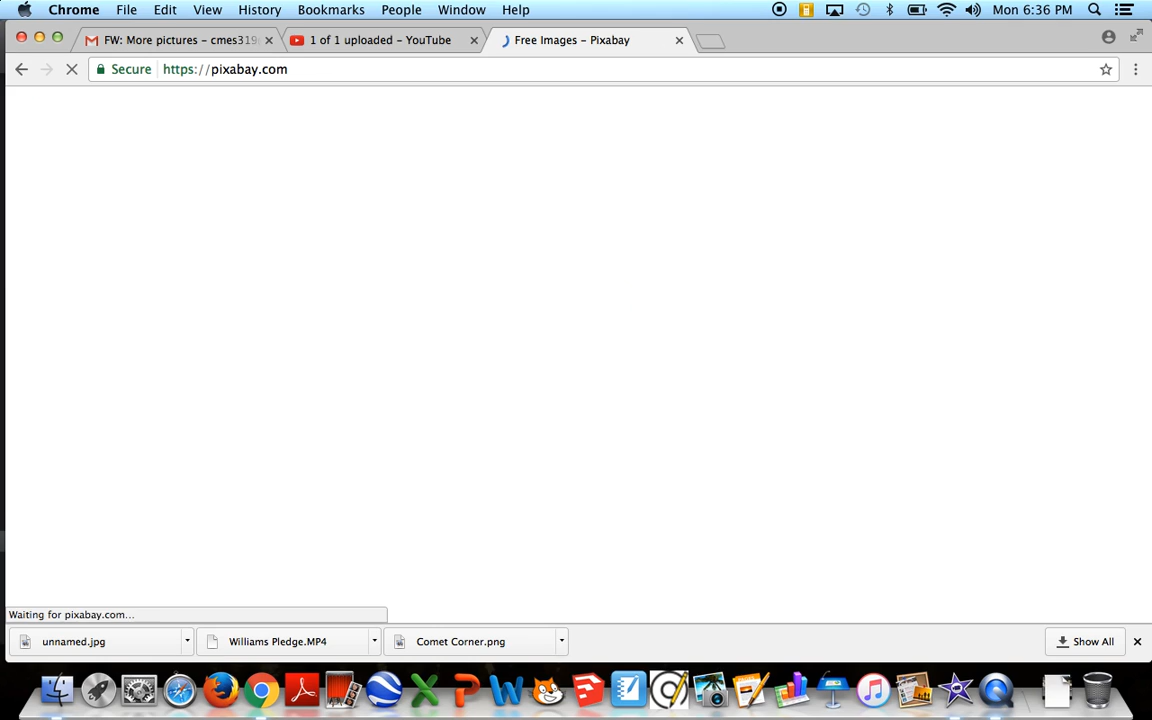 Chrome File Edit View History Bookmarks People Window Help Mon 6:36 PM
FW: More pictures – cmes319 1 of 1 uploaded – YouTube Free Images – Pixabay
Secure https://pixabay.com
Waiting for pixabay.com...
unnamed.jpg Williams Pledge.MP4 Comet Corner.png Show All